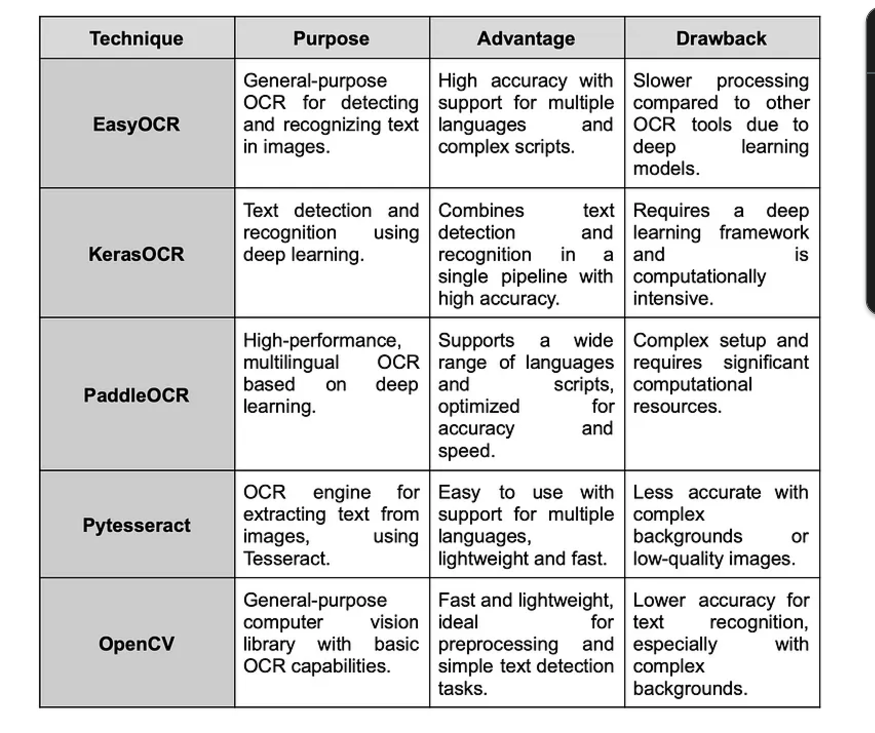 Technique Purpose Advantage Drawback
EasyOCR
General-purpose
OCR for detecting
and recognizing text
in images.
High accuracy with
support for multiple
languages and
complex scripts.
Slower processing
compared to other
OCR tools due to
deep learning
models.
KerasOCR
Text detection and
recognition using
deep learning.
Combines text
detection and
recognition in a
single pipeline with
high accuracy.
Requires a deep
learning framework
and is
computationally
intensive.
PaddleOCR
High-performance,
multilingual OCR
based on deep
learning.
Supports a wide
range of languages
and scripts,
optimized for
accuracy and
speed.
Complex setup and
requires significant
computational
resources.
Pytesseract
OCR engine for
extracting text from
images, using
Tesseract.
Easy to use with
support for multiple
languages,
lightweight and fast.
Less accurate with
complex
backgrounds or
low-quality images.
OpenCV
General-purpose
computer vision
library with basic
OCR capabilities.
Fast and lightweight,
ideal for
preprocessing and
simple text detection
tasks.
Lower accuracy for
text recognition,
especially with
complex
backgrounds.